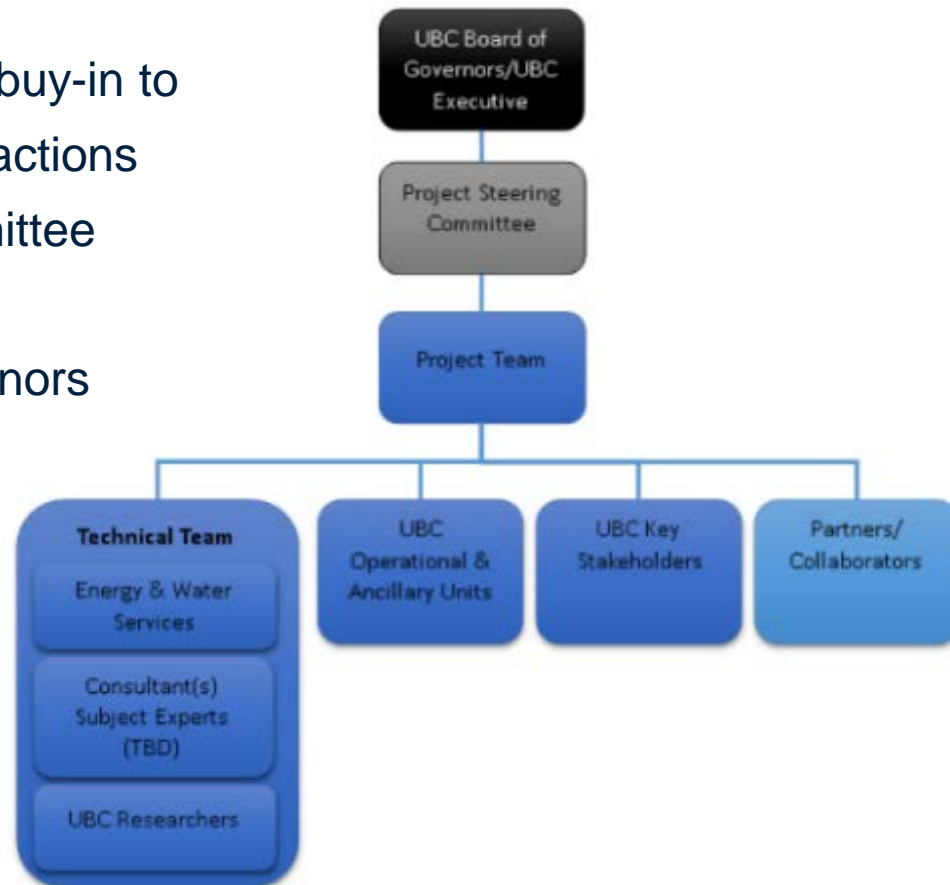 buy-in to
actions
mittee
nors
UBC Board of
Governors/UBC
Executive
Project Steering
Committee
Project Team
Technical Team
Energy & Water
Services
Consultant(s)
Subject Experts
(TBD)
UBC Researchers
UBC
Operational &
Ancillary Units
UBC Key
Stakeholders
Partners/
Collaborators